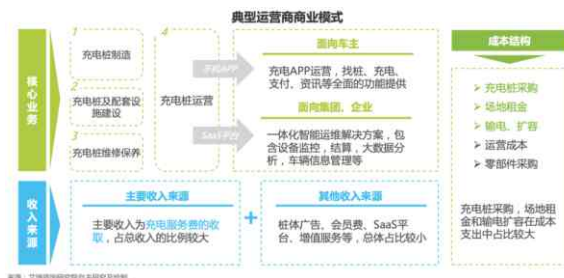 典型运营商商业模式
核心业务
1
充电桩制造
2
充电桩及配套设
施建设
3
充电桩维修保养
4
充电桩运营
手机APP
SaaS平台
面向车主
充电APP运营，找桩、充电、
支付、资讯等全面的功能提供
面向集团、企业
一体化智能运维解决方案，包
含设备监控，结算，大数据分
析，车辆信息管理等
成本结构
充电桩采购
场地租金
输电、扩容
运营成本
零部件采购
充电桩采购，场地租
金和输电扩容在成本
支出中占比较大
收入来源
主要收入来源
主要收入为充电服务费的收
取，占总收入的比例较大
+
其他收入来源
桩体广告、会员费、SaaS平
台、增值服务等，总体占比较小